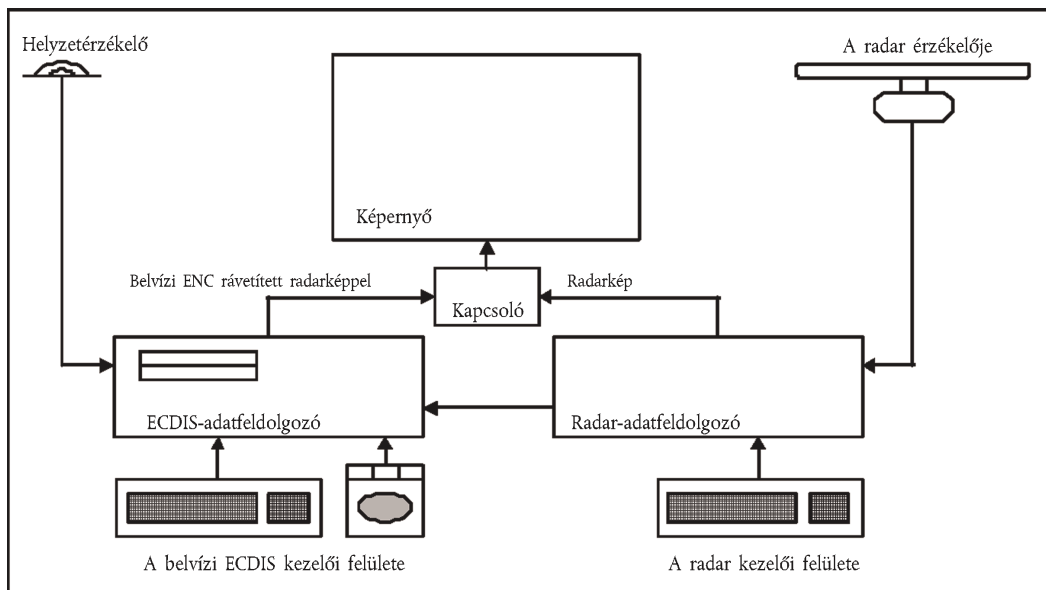 Helyzetérzékelő
A radar érzékelője
Képernyő
Belvízi ENC rávetített radarképpel
Radarkép
Kapcsoló
ECDIS-adatfeldolgozó
Radar-adatfeldolgozó
A belvízi ECDIS kezelői felülete
A radar kezelői felülete